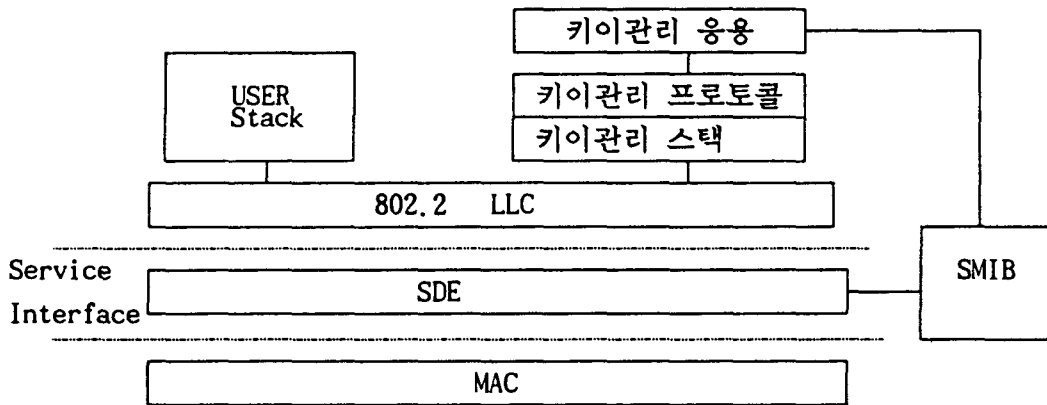 키이관리 응용
USER
Stack
키이관리 프로토콜
키이관리 스택
802.2 LLC
Service
Interface
SDE
SMIB
MAC